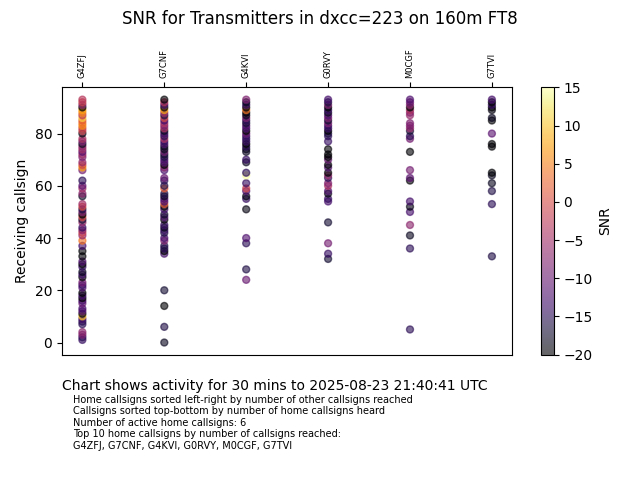 SNR for Transmitters in dxcc=223 on 160m FT8
G4ZFJ
G7CNF
G4KVI
G0RVY
M0CGF
G7TVI
Receiving callsign
80
60
40
20
0
15
10
5
0
−5
−10
−15
−20
SNR
Chart shows activity for 30 mins to 2025-08-23 21:40:41 UTC
Home callsigns sorted left-right by number of other callsigns reached
Callsigns sorted top-bottom by number of home callsigns heard
Number of active home callsigns: 6
Top 10 home callsigns by number of callsigns reached:
G4ZFJ, G7CNF, G4KVI, G0RVY, M0CGF, G7TVI